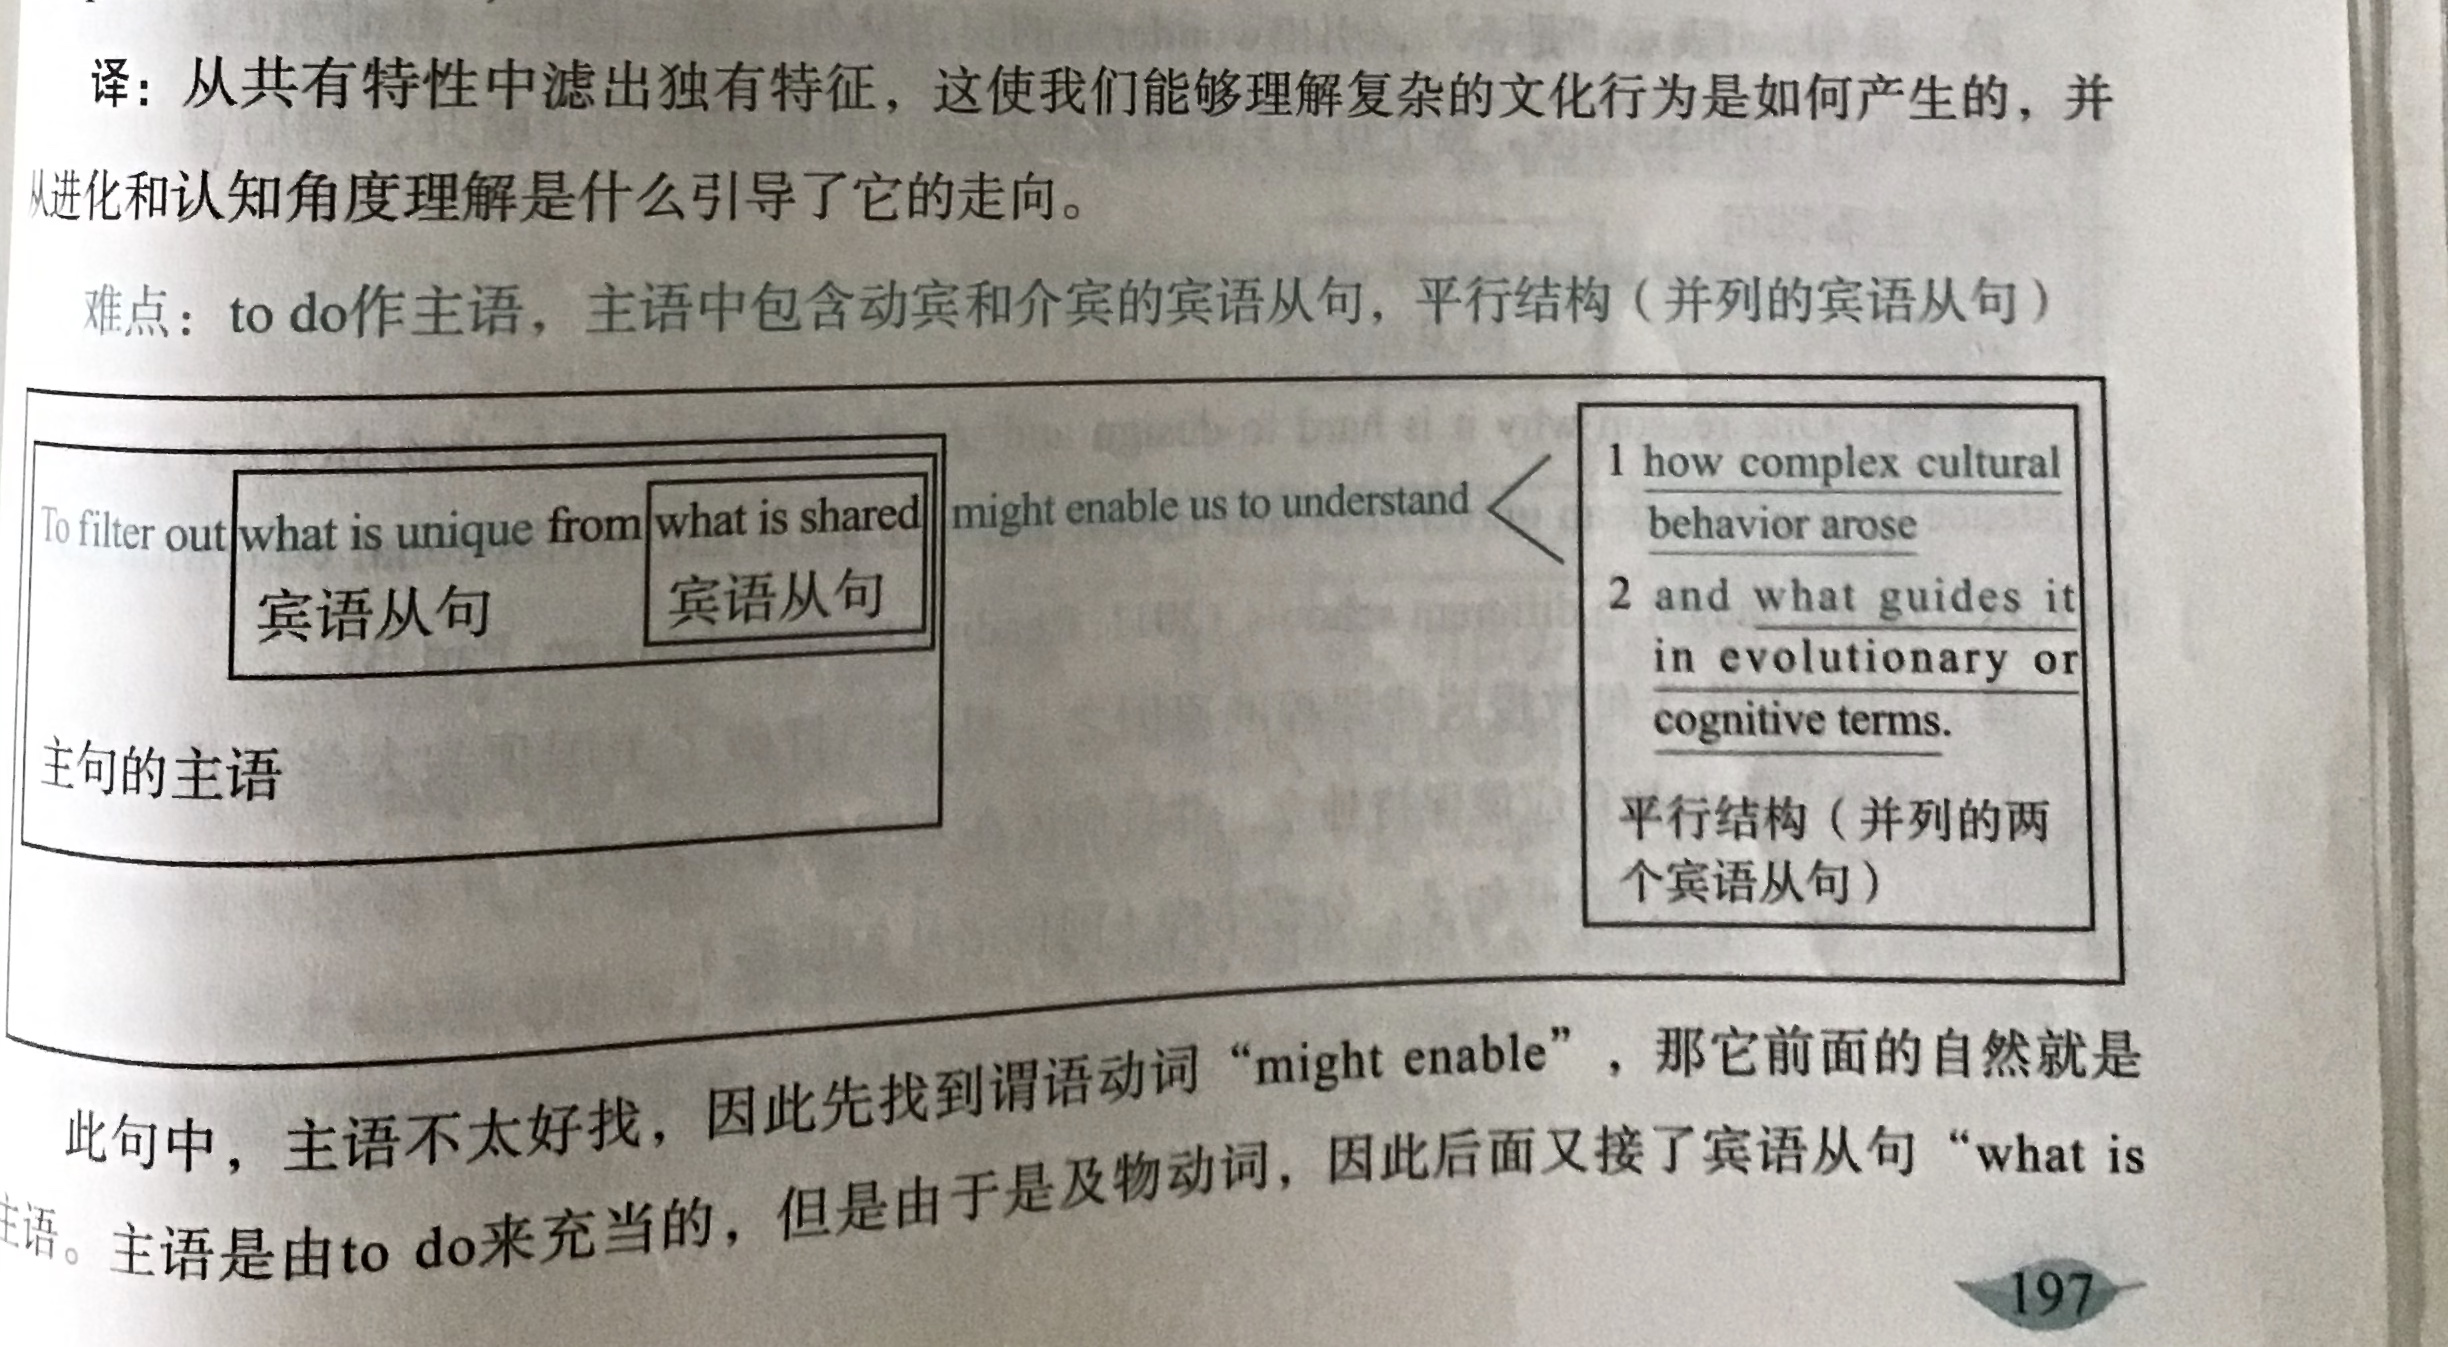 译：从共有特性中滤出独有特征，这使我们能够理解复杂的文化行为是如何产生的，并
从进化和认知角度理解是什么引导了它的走向。
难点：to do作主语，主语中包含动宾和介宾的宾语从句，平行结构（并列的宾语从句）
To filter out what is unique from what is shared might enable us to understand
宾语从句 宾语从句
主句的主语
1 how complex cultural
behavior arose
2 and what guides it
in evolutionary or
cognitive terms.
平行结构（并列的两
个宾语从句）
此句中，主语不太好找，因此先找到谓语动词“might enable”，那它前面的自然就是
主语。主语是由to do来充当的，但是由于是及物动词，因此后面又接了宾语从句“what is
197